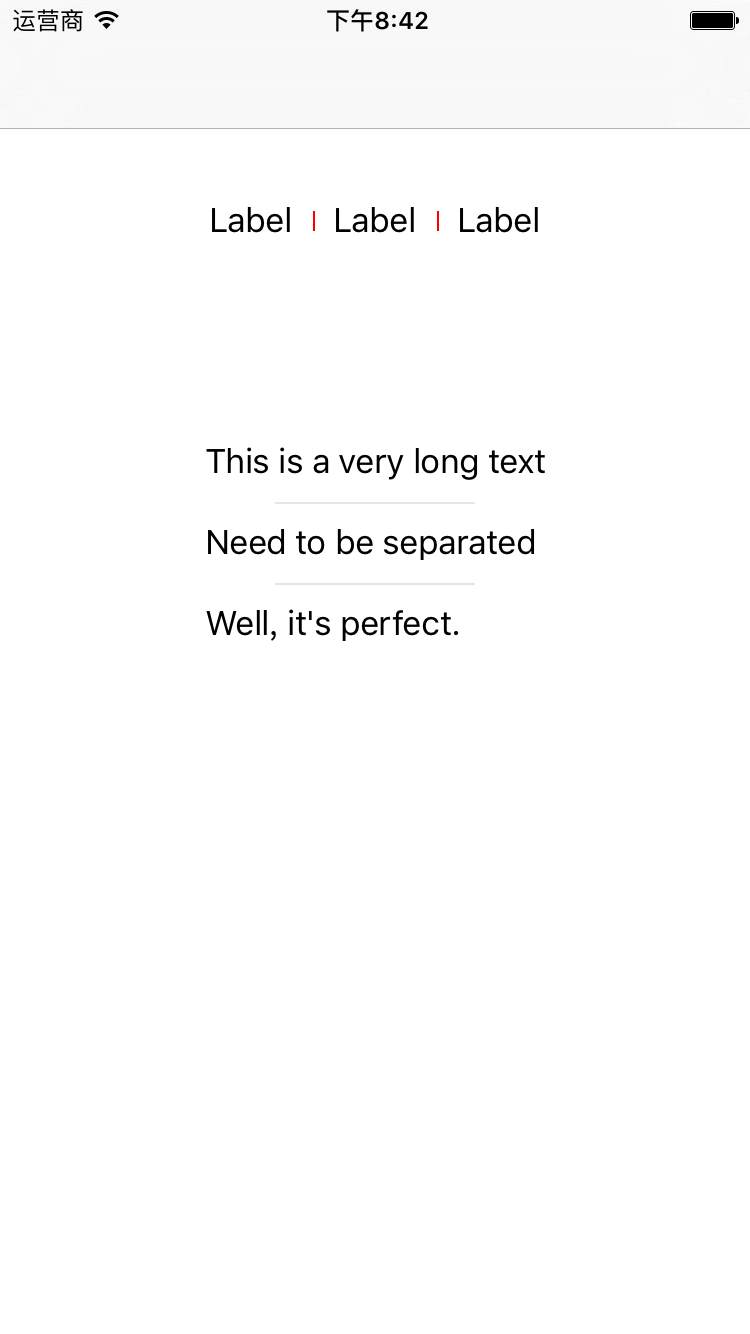 运营商 下午8:42
Label Label Label
This is a very long text
Need to be separated
Well, it's perfect.